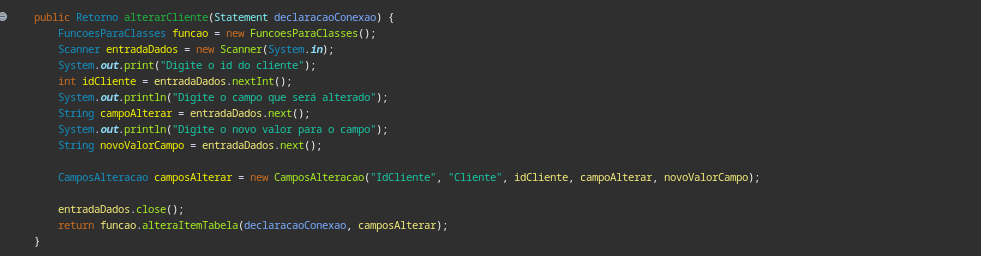 public Retorno alterarCliente(Statement declaracaoConexao) {
FuncoesParaClasses funcao = new FuncoesParaClasses();
Scanner entradaDados = new Scanner(System.in);
System.out.print("Digite o id do cliente");
int idCliente = entradaDados.nextInt();
System.out.println("Digite o campo que será alterado");
String campoAlterar = entradaDados.next();
System.out.println("Digite o novo valor para o campo");
String novoValorCampo = entradaDados.next();
CamposAlteracao camposAlterar = new CamposAlteracao("IdCliente", "Cliente", idCliente, campoAlterar, novoValorCampo);
entradaDados.close();
return funcao.alteraItemTabela(declaracaoConexao, camposAlterar);
}